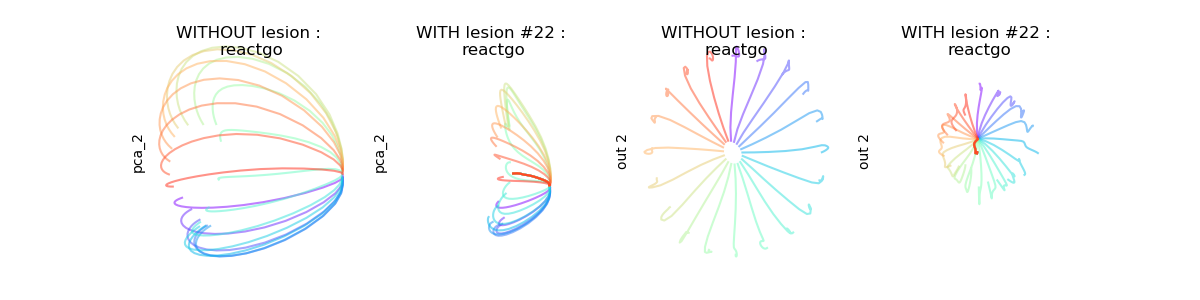 WITHOUT lesion :
reactgo
WITH lesion #22 :
reactgo
WITHOUT lesion :
reactgo
WITH lesion #22 :
reactgo
pca_2
pca_2
out 2
out 2